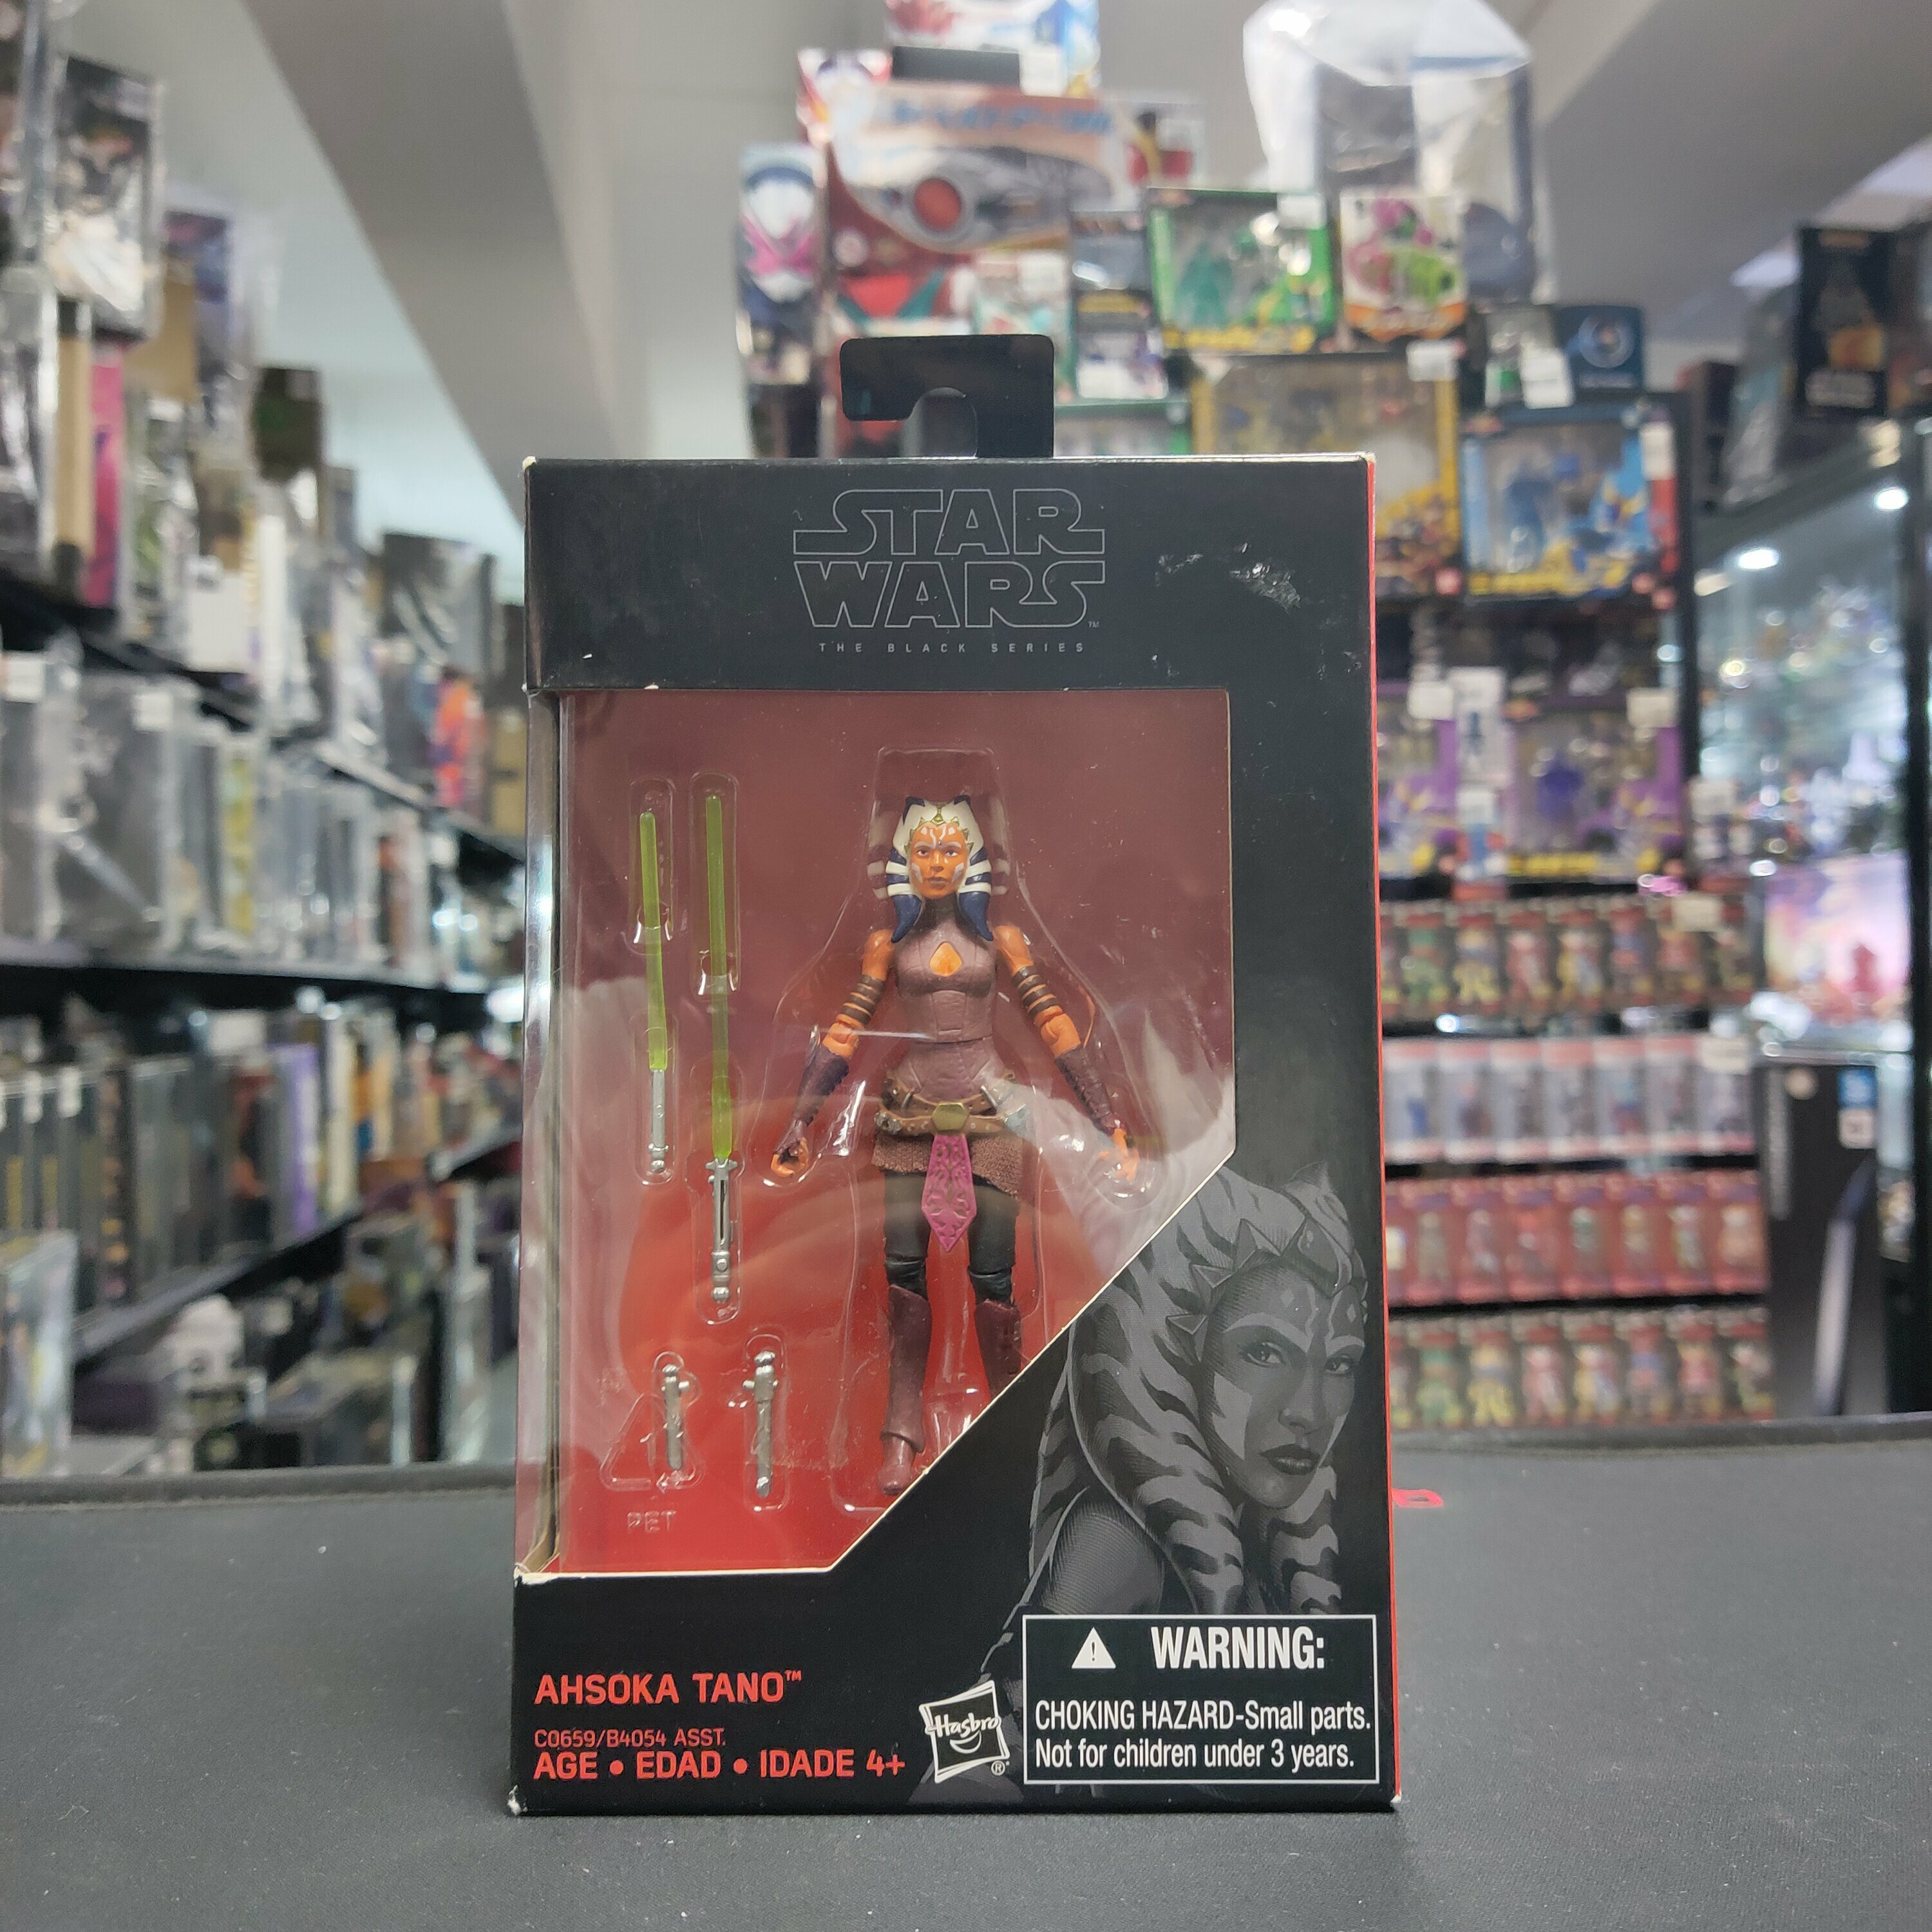 STAR
WARS™
THE BLACK SERIES
PET
AHSOKA TANO™
C0659/B4054 ASST.
AGE • EDAD • IDADE 4+
Hasbro®
WARNING:
CHOKING HAZARD-Small parts.
Not for children under 3 years.